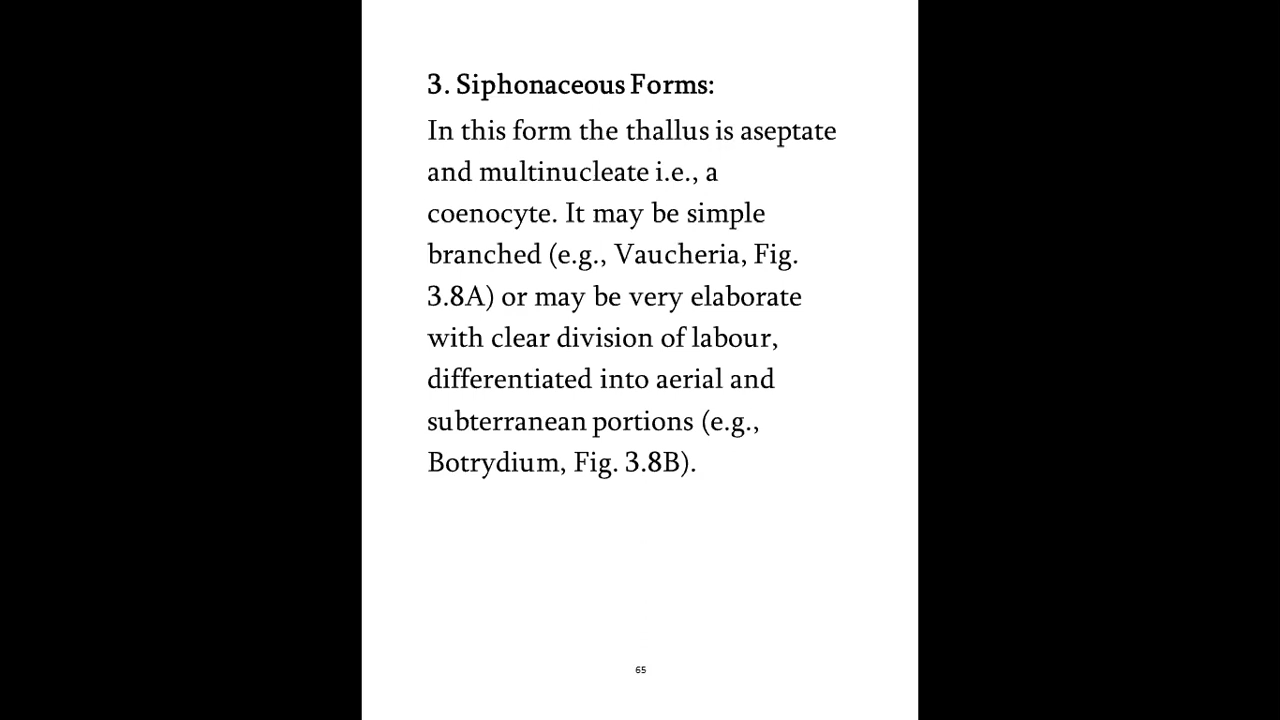 3. Siphonaceous Forms:
In this form the thallus is aseptate
and multinucleate i.e., a
coenocyte. It may be simple
branched (e.g., Vaucheria, Fig.
3.8A) or may be very elaborate
with clear division of labour,
differentiated into aerial and
subterranean portions (e.g.,
Botrydium, Fig. 3.8B).
65